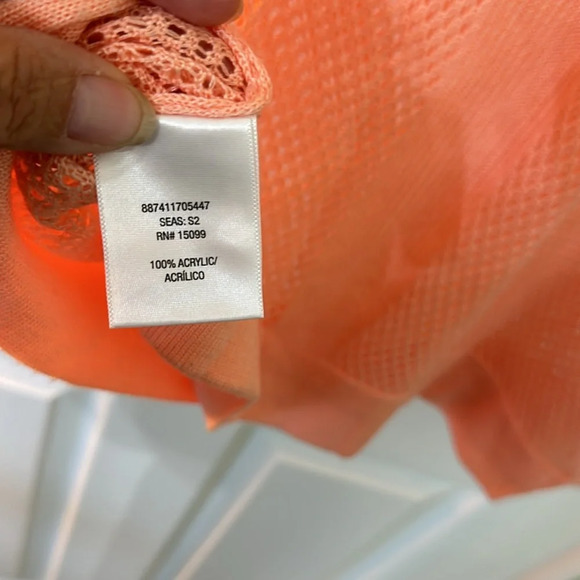 887411705447
SEAS: S2
RN# 15099
100% ACRYLIC/
ACRÍLICO